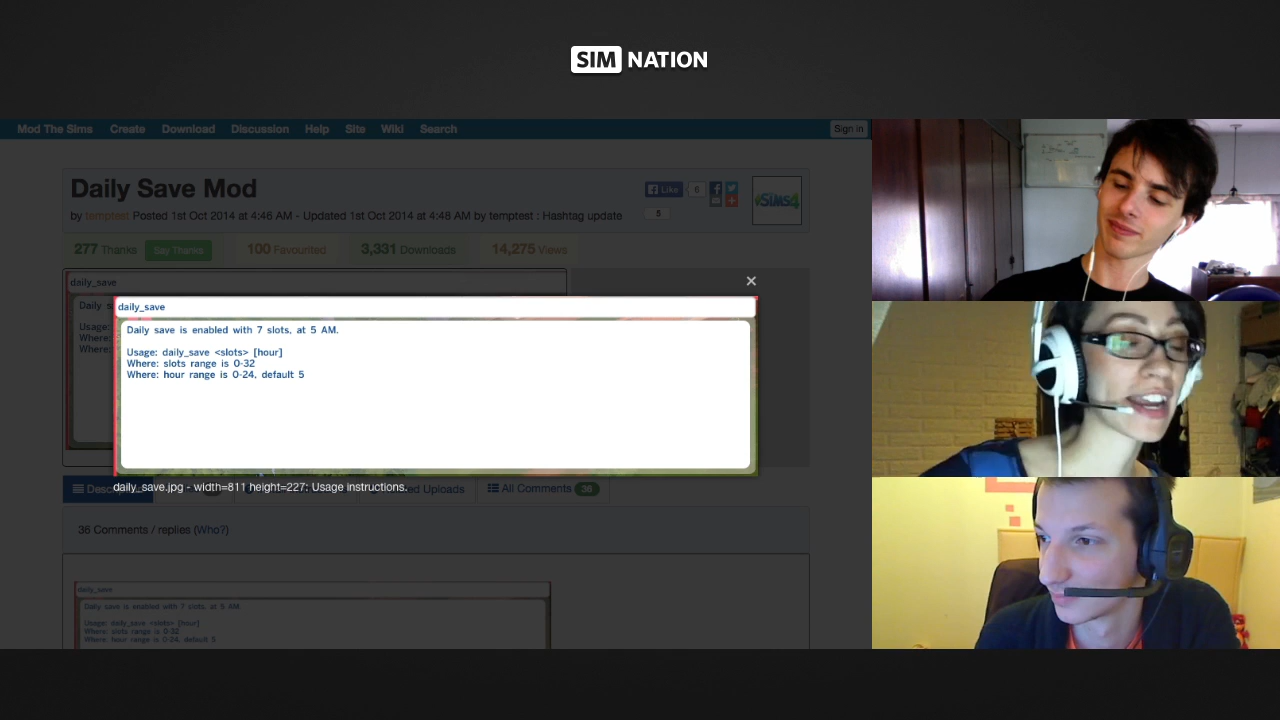 SIM NATION
Mod The Sims Create Download Discussion Help Site Wiki Search Sign in
Daily Save Mod
by temptest Posted 1st Oct 2014 at 4:46 AM - Updated 1st Oct 2014 at 4:48 AM by temptest : Hashtag update
Like 6
5
SiMS4
277 Thanks Say Thanks 100 Favourited 3,331 Downloads 14,275 Views
daily_save
Daily s
Usage:
Where:
Where:
daily_save
Daily save is enabled with 7 slots, at 5 AM.
Usage: daily_save <slots> [hour]
Where: slots range is 0-32
Where: hour range is 0-24, default 5
daily_save.jpg - width=811 height=227; Usage instructions.
Uploads All Comments 36
36 Comments / replies (Who?)
daily_save
Daily save is enabled with 7 slots, at 5 AM.
Usage: daily_save <slots> [hour]
Where: slots range is 0-32
Where: hour range is 0-24, default 5